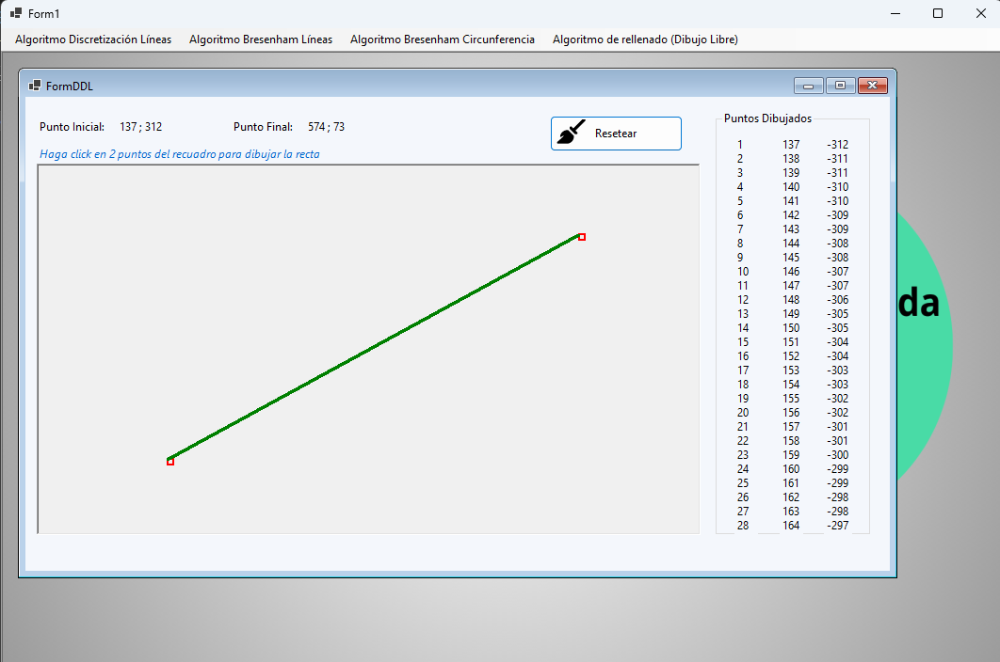 Form1
Algoritmo Discretización Líneas Algoritmo Bresenham Líneas Algoritmo Bresenham Circunferencia Algoritmo de rellenado (Dibujo Libre)
FormDDL
Punto Inicial: 137 ; 312 Punto Final: 574 ; 73
Resetear
Haga click en 2 puntos del recuadro para dibujar la recta
Puntos Dibujados
1 137 -312
2 138 -311
3 139 -311
4 140 -310
5 141 -310
6 142 -309
7 143 -309
8 144 -308
9 145 -308
10 146 -307
11 147 -307
12 148 -306
13 149 -305
14 150 -305
15 151 -304
16 152 -304
17 153 -303
18 154 -303
19 155 -302
20 156 -302
21 157 -301
22 158 -301
23 159 -300
24 160 -299
25 161 -299
26 162 -298
27 163 -298
28 164 -297
da